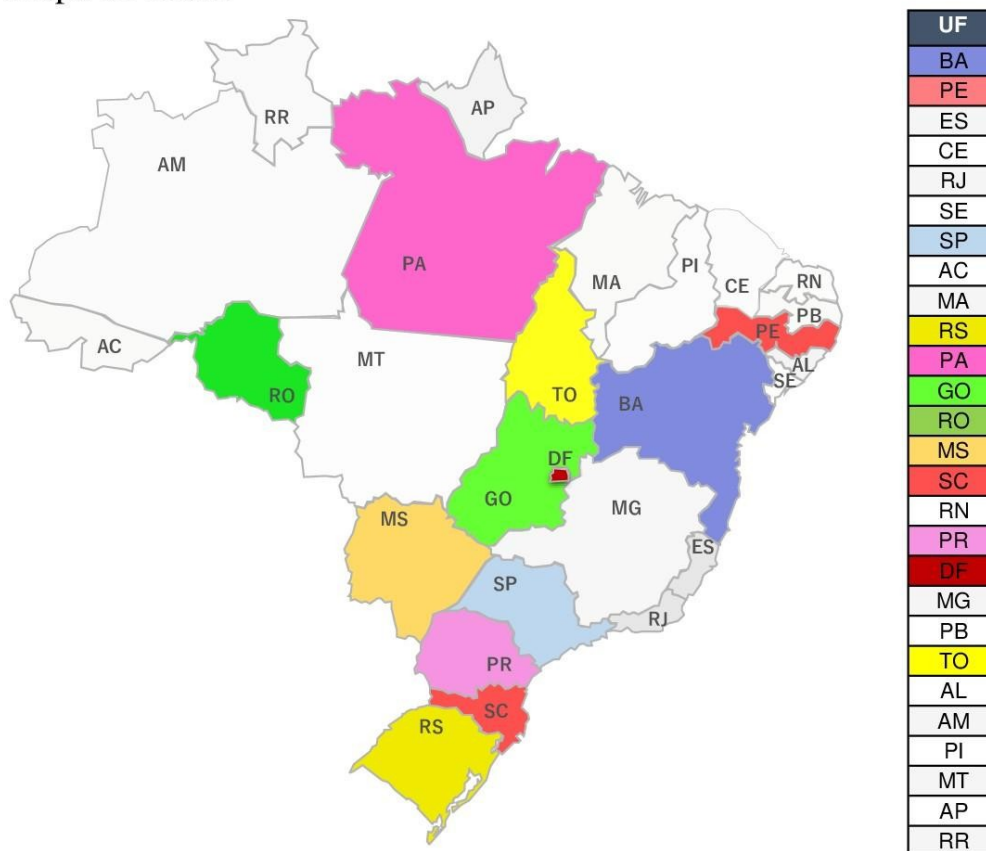 RR
AP
AM
PA
MA
PI
CE
RN
PB
PE
AL
SE
AC
RO
MT
TO
BA
DF
GO
MG
MS
ES
SP
RJ
PR
SC
RS
UF
BA
PE
ES
CE
RJ
SE
SP
AC
MA
RS
PA
GO
RO
MS
SC
RN
PR
DF
MG
PB
TO
AL
AM
PI
MT
AP
RR